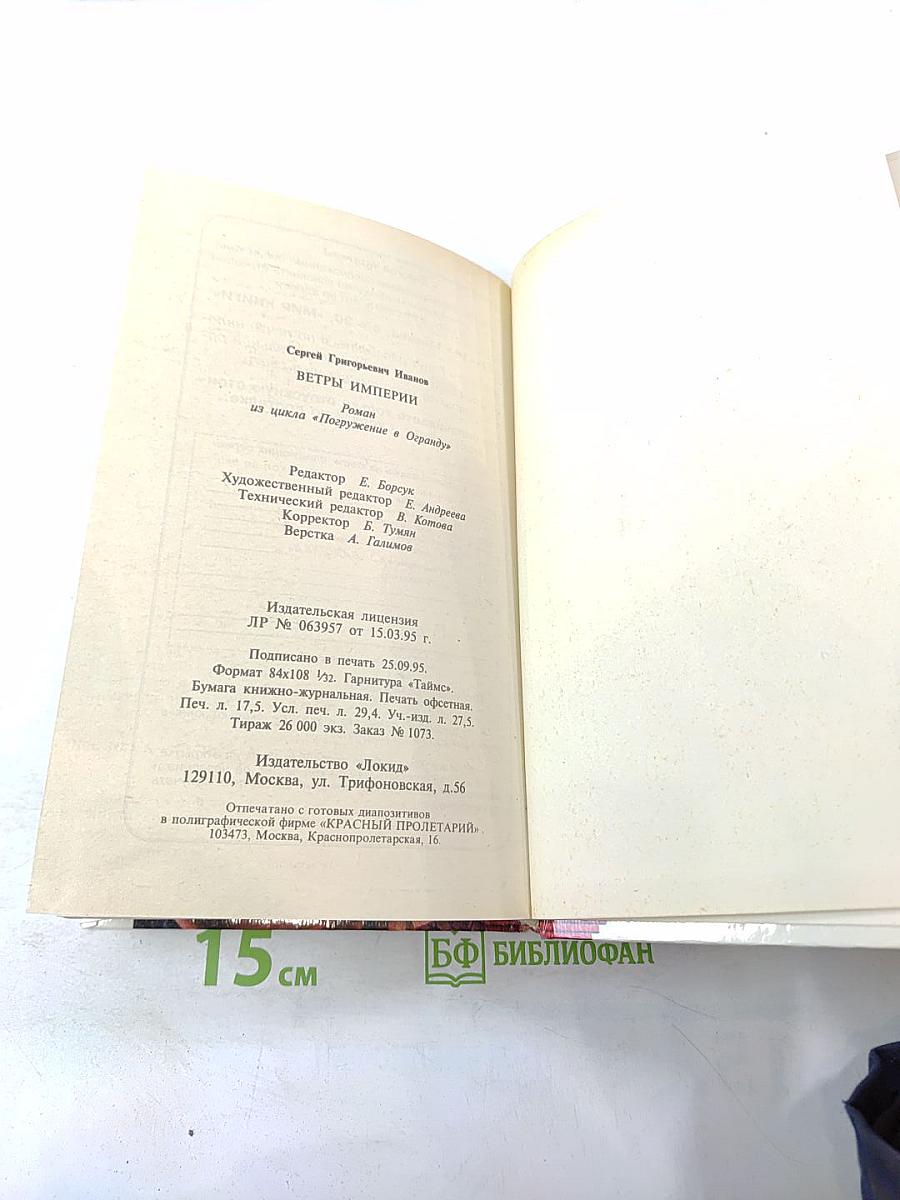 Сергей Григорьевич Иванов
ВЕТРЫ ИМПЕРИИ
Роман
из цикла «Погружение в Огранду»
Редактор Е. Борсук
Художественный редактор Е. Андреева
Технический редактор В. Котова
Корректор Б. Тумян
Верстка А. Галимов
Издательская лицензия
ЛР № 063957 от 15.03.95 г.
Подписано в печать 25.09.95.
Формат 84x108 1/32. Гарнитура «Таймс».
Бумага книжно-журнальная. Печать офсетная.
Печ. л. 17,5. Усл. печ. л. 29,4. Уч.-изд. л. 27,5.
Тираж 26 000 экз. Заказ № 1073.
Издательство «Локид»
129110, Москва, ул. Трифоновская, д.56
Отпечатано с готовых диапозитивов
в полиграфической фирме «КРАСНЫЙ ПРОЛЕТАРИЙ»
103473, Москва, Краснопролетарская, 16.
15 см
БФ БИБЛИОФАН